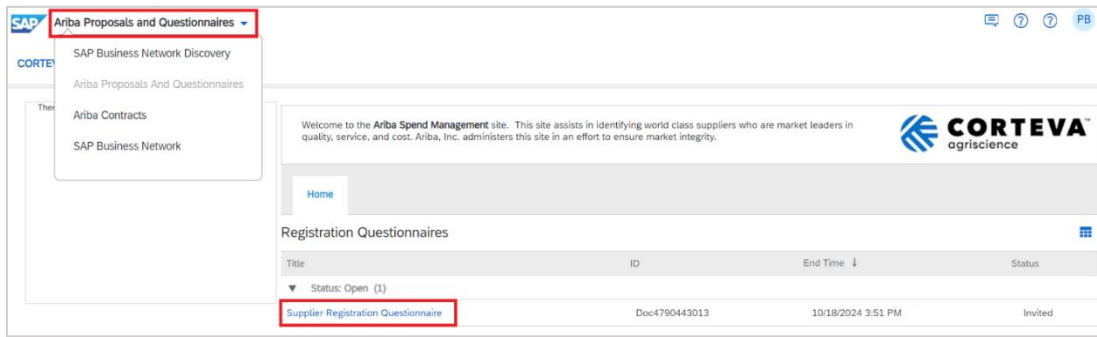 SAP
Ariba Proposals and Questionnaires
PB
SAP Business Network Discovery
CORTEV
Ariba Proposals And Questionnaires
Ther
Ariba Contracts
SAP Business Network
Welcome to the Ariba Spend Management site. This site assists in identifying world class suppliers who are market leaders in
quality, service, and cost. Ariba, Inc. administers this site in an effort to ensure market integrity.
CORTEVA™
agriscience
Home
Registration Questionnaires
Title ID End Time ↓ Status
▼ Status: Open (1)
Supplier Registration Questionnaire Doc4790443013 10/18/2024 3:51 PM Invited